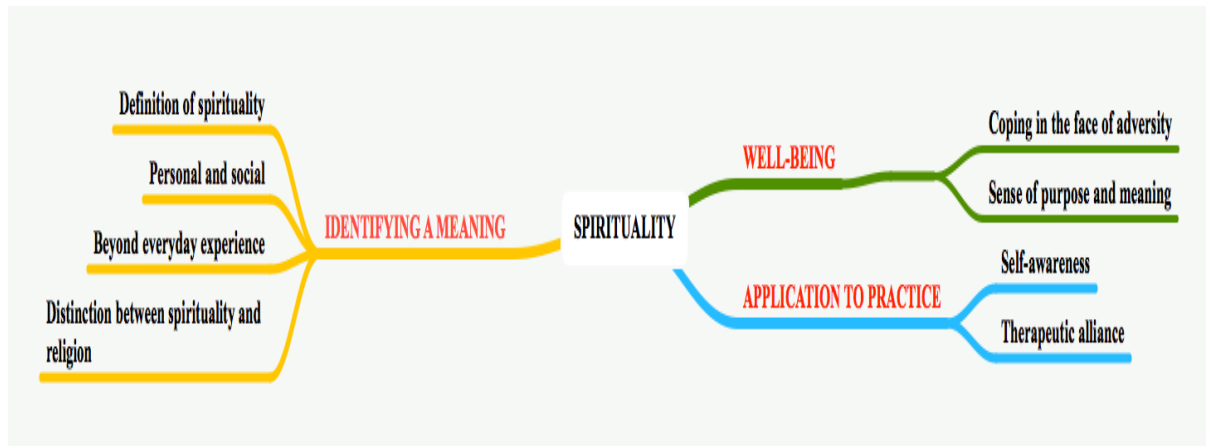 Definition of spirituality
Personal and social
Beyond everyday experience
Distinction between spirituality and
religion
IDENTIFYING A MEANING
SPIRITUALITY
WELL-BEING
Coping in the face of adversity
Sense of purpose and meaning
APPLICATION TO PRACTICE
Self-awareness
Therapeutic alliance